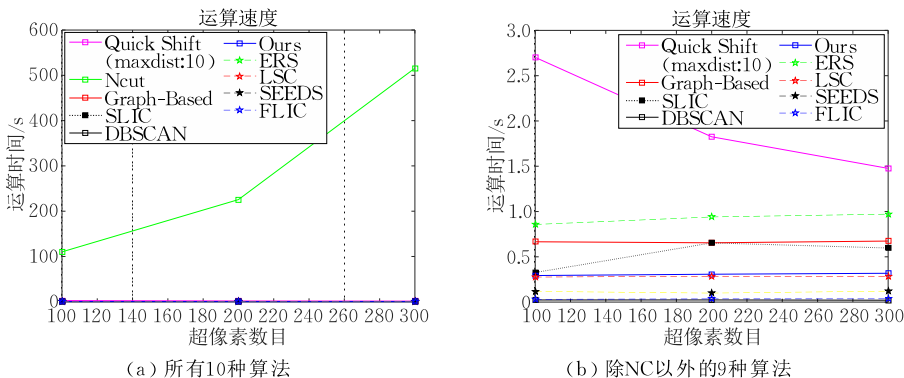 运算速度
600
500
400
300
200
100
0
运算时间/s
Quick Shift
(maxdist:10)
Ncut
Graph-Based
SLIC
DBSCAN
Ours
ERS
LSC
SEEDS
FLIC
100 120 140 160 180 200 220 240 260 280 300
超像素数目
(a) 所有10种算法
运算速度
3.0
2.5
2.0
1.5
1.0
0.5
0
运算时间/s
Quick Shift
(maxdist:10)
Graph-Based
SLIC
DBSCAN
Ours
ERS
LSC
SEEDS
FLIC
100 120 140 160 180 200 220 240 260 280 300
超像素数目
(b) 除NC以外的9种算法